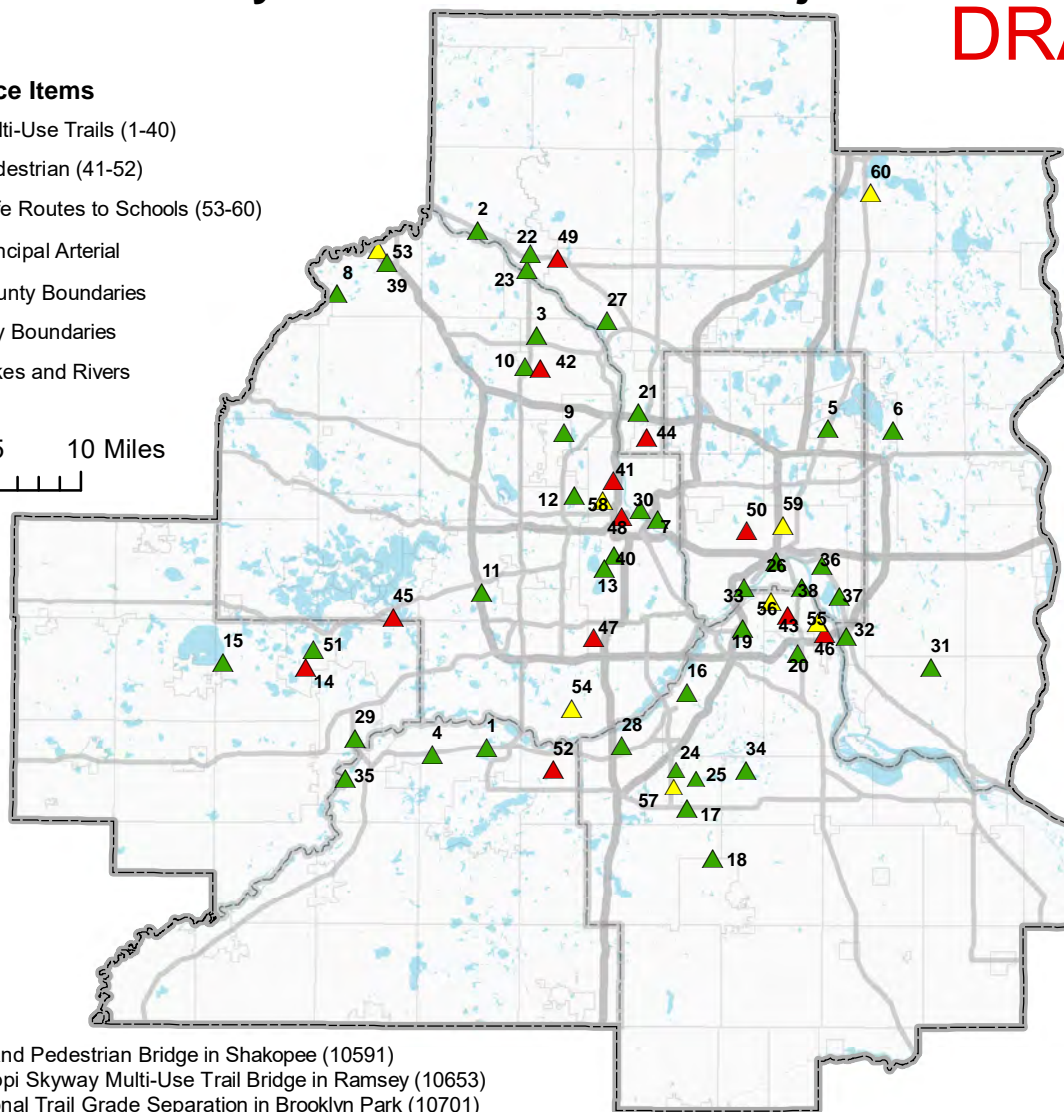 DRA
ce Items
lti-Use Trails (1-40)
destrian (41-52)
fe Routes to Schools (53-60)
ncipal Arterial
unty Boundaries
y Boundaries
kes and Rivers
5 10 Miles
60
2
22 49
53
8 39 23
27
3
10 42
21
5 6
9 44
41
12 58 30
50 59
48 7
40 26 36
13
11 33 38 37
45 56
43 55
47 19 46 32
15 51 20 31
14 16
54
29 4 1 28
52 24 34
35 25
57 17
18
nd Pedestrian Bridge in Shakopee (10591)
ppi Skyway Multi-Use Trail Bridge in Ramsey (10653)
onal Trail Grade Separation in Brooklyn Park (10701)